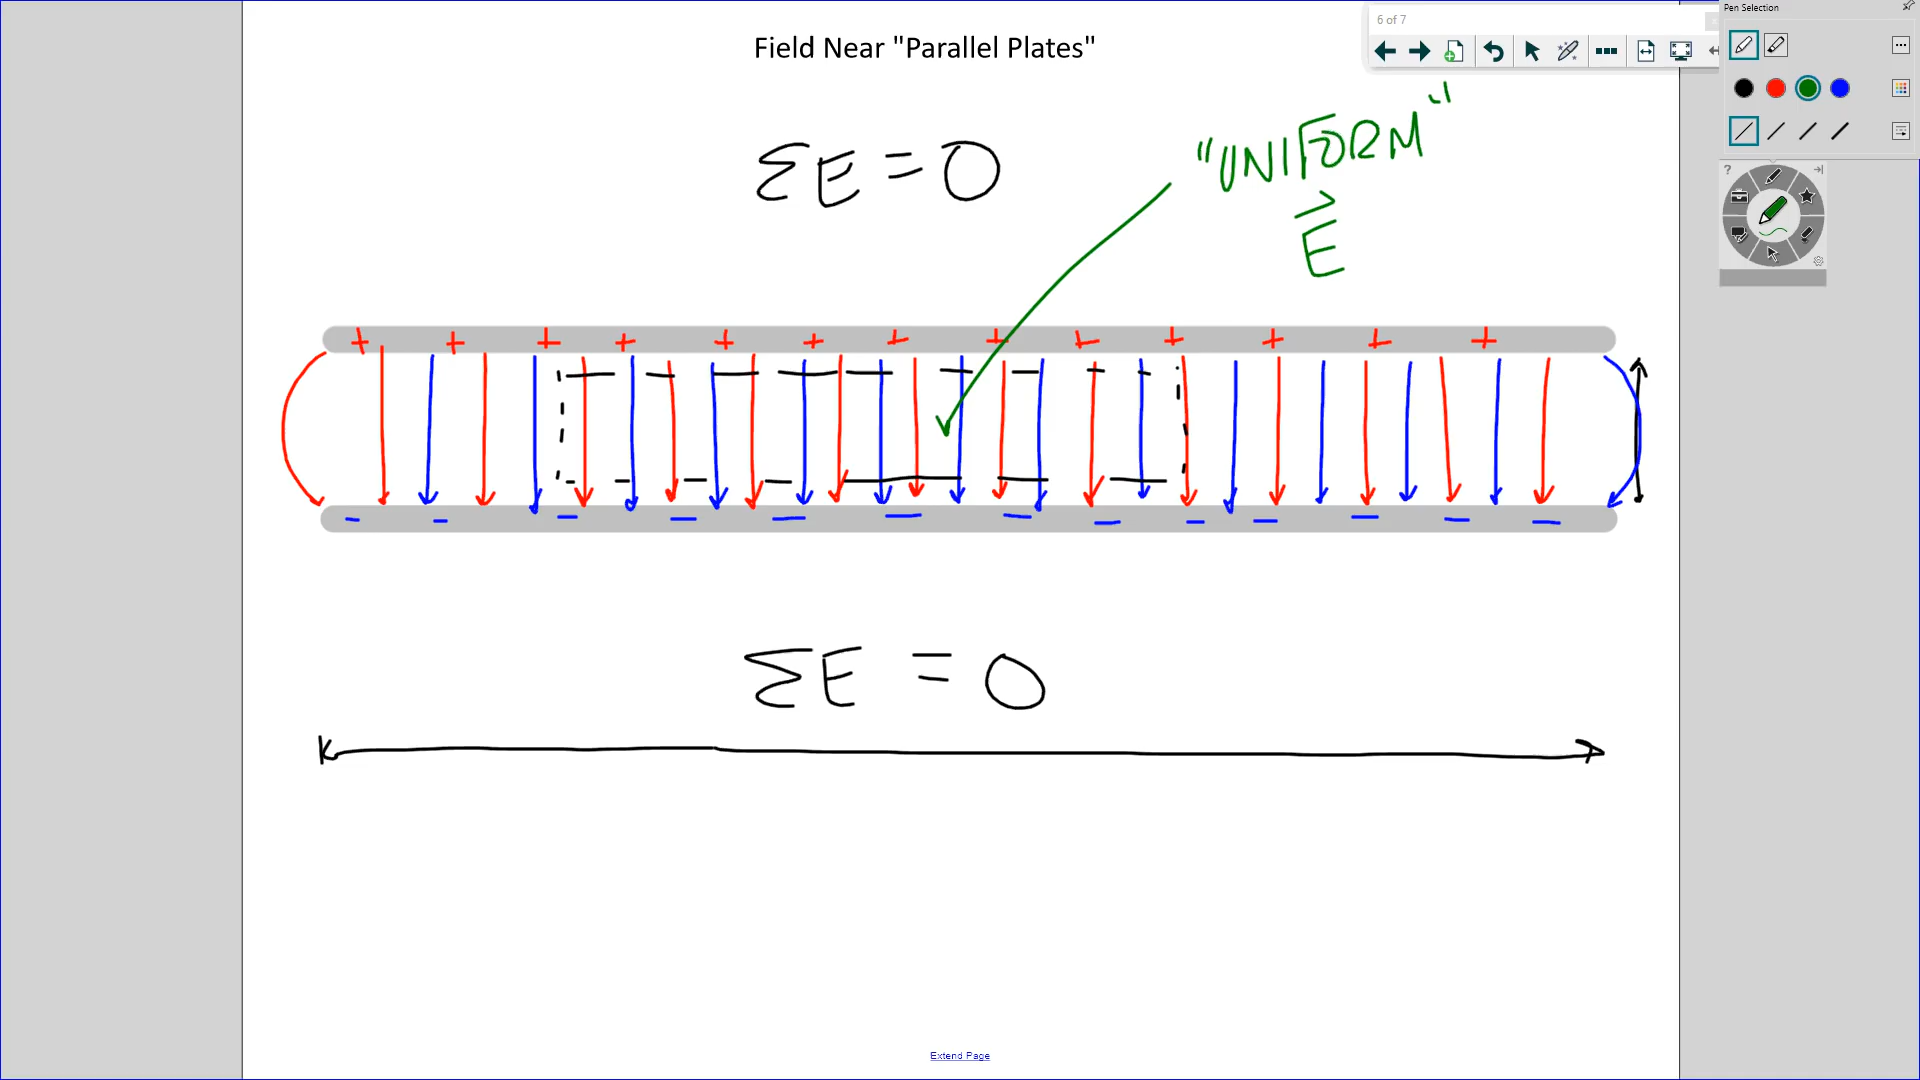 6 of 7
Pen Selection
Field Near "Parallel Plates"
ΣE = 0
"UNIFORM"
E
?
+ + + + + + + + + + + + +
- - - - - - - - - - - - -
ΣE = 0
Extend Page